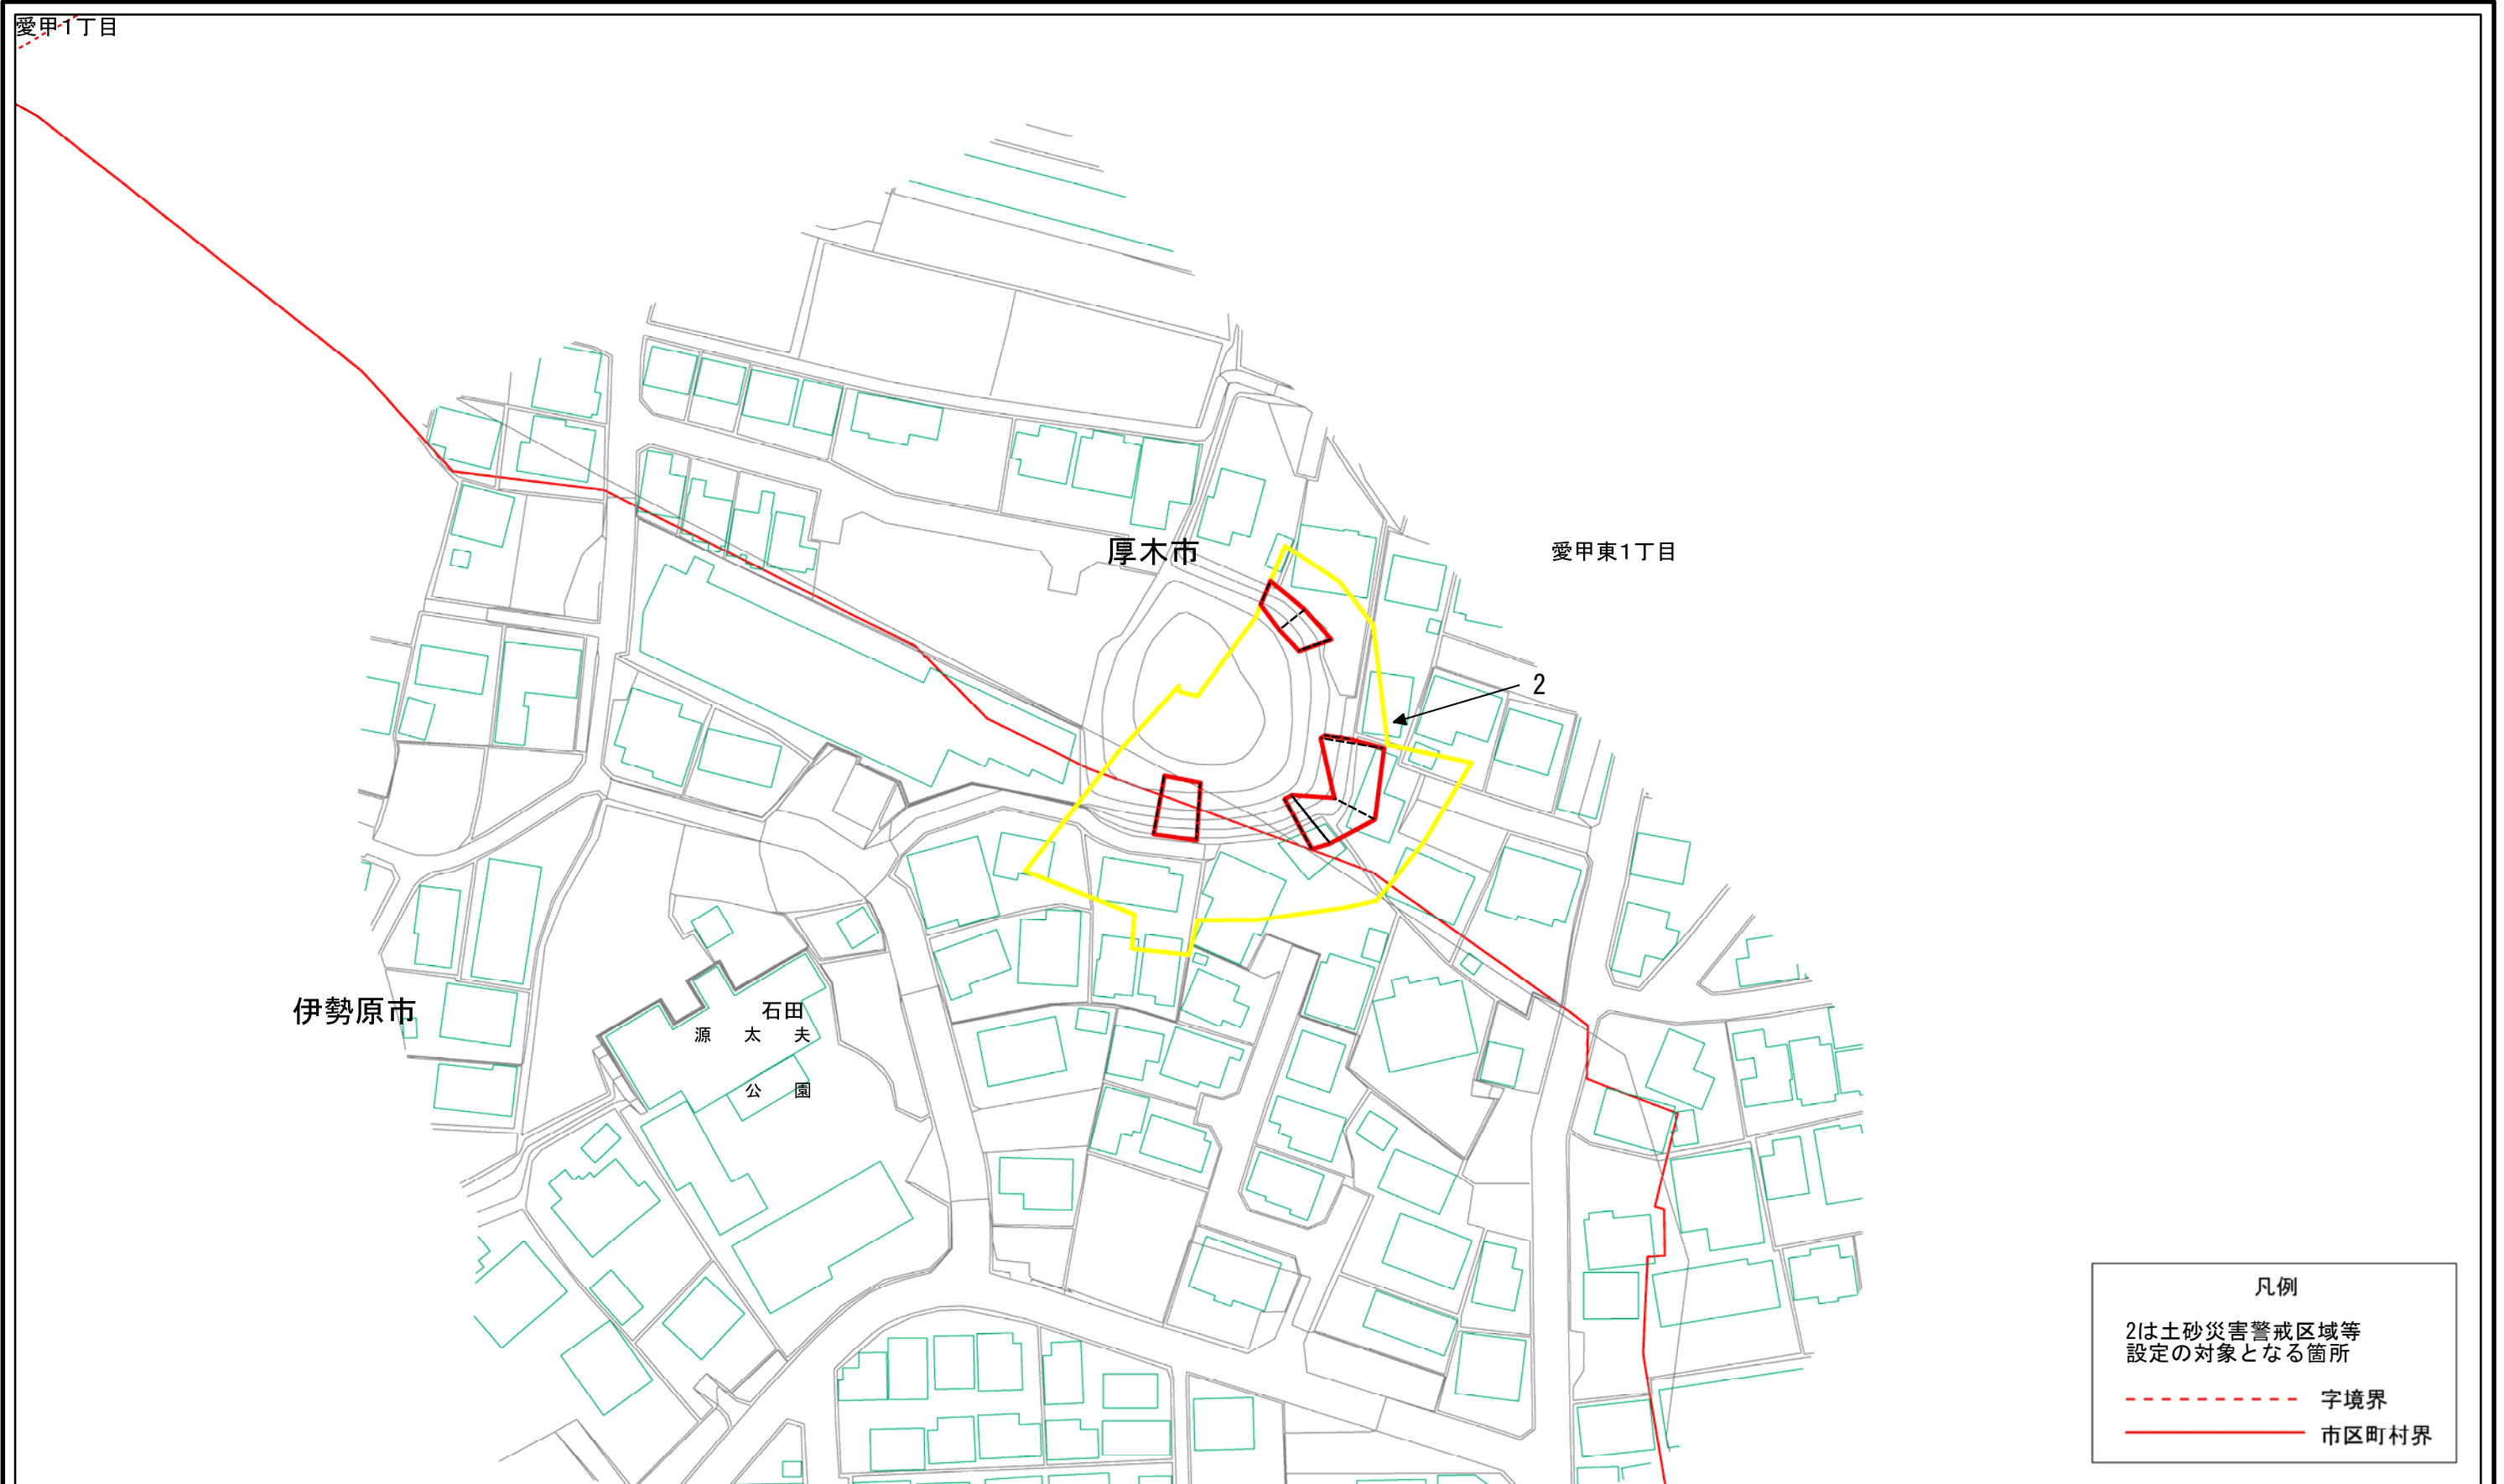 愛甲1丁目
厚木市
愛甲東1丁目
2
伊勢原市
石田
源太夫
公園
凡例
2は土砂災害警戒区域等
設定の対象となる箇所
字境界
市区町村界